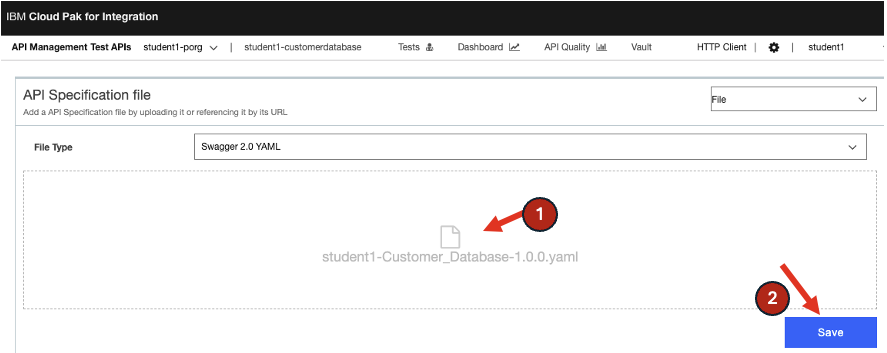 IBM Cloud Pak for Integration
API Management Test APIs student1-porg | student1-customerdatabase Tests Dashboard API Quality Vault HTTP Client | | student1
API Specification file
File
Add a API Specification file by uploading it or referencing it by its URL
File Type Swagger 2.0 YAML
1
student1-Customer_Database-1.0.0.yaml
2
Save